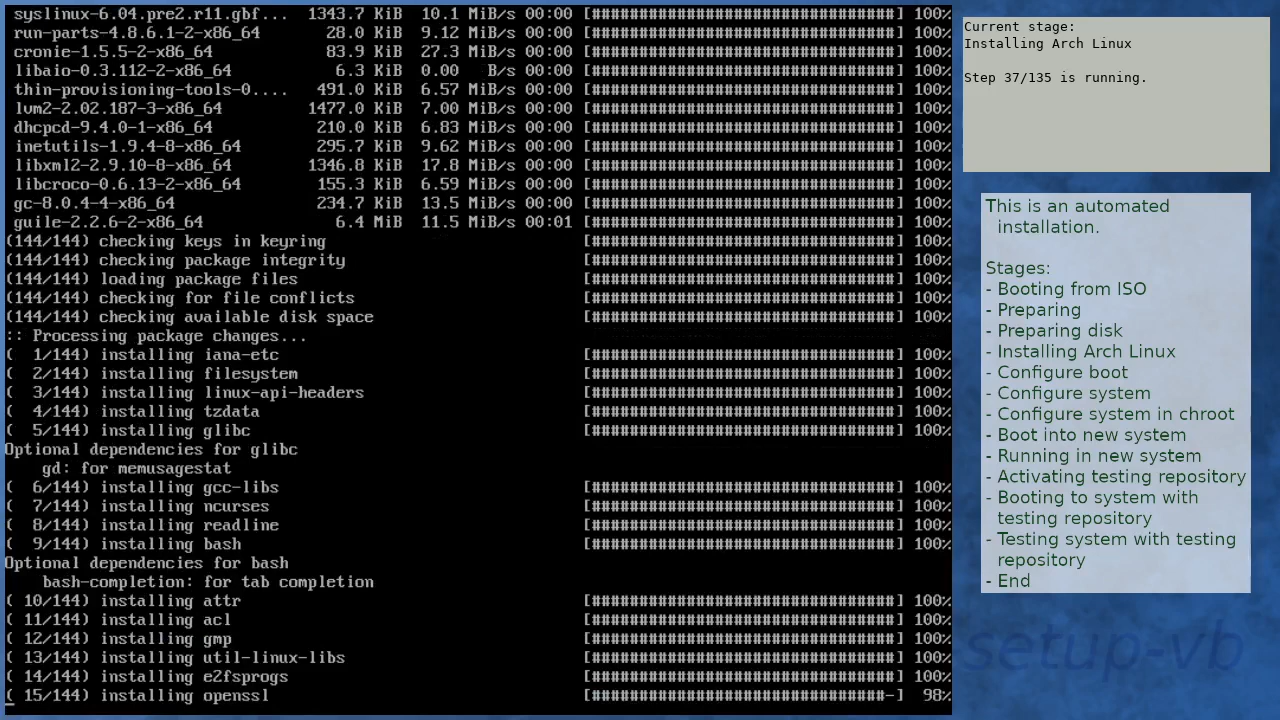 syslinux-6.04.pre2.r11.gbf...  1343.7 KiB  10.1 MiB/s 00:00 [################################] 100%
run-parts-4.8.6.1-2-x86_64       28.0 KiB  9.12 MiB/s 00:00 [################################] 100%
cronie-1.5.5-2-x86_64            83.9 KiB  27.3 MiB/s 00:00 [################################] 100%
libaio-0.3.112-2-x86_64           6.3 KiB  0.00   B/s 00:00 [################################] 100%
thin-provisioning-tools-0....   491.0 KiB  6.57 MiB/s 00:00 [################################] 100%
lvm2-2.02.187-3-x86_64         1477.0 KiB  7.00 MiB/s 00:00 [################################] 100%
dhcpcd-9.4.0-1-x86_64           210.0 KiB  6.83 MiB/s 00:00 [################################] 100%
inetutils-1.9.4-8-x86_64        295.7 KiB  9.62 MiB/s 00:00 [################################] 100%
libxml2-2.9.10-8-x86_64        1346.8 KiB  17.8 MiB/s 00:00 [################################] 100%
libcroco-0.6.13-2-x86_64        155.3 KiB  6.59 MiB/s 00:00 [################################] 100%
gc-8.0.4-4-x86_64               234.7 KiB  13.5 MiB/s 00:00 [################################] 100%
guile-2.2.6-2-x86_64              6.4 MiB  11.5 MiB/s 00:01 [################################] 100%
(144/144) checking keys in keyring [################################] 100%
(144/144) checking package integrity [################################] 100%
(144/144) loading package files [################################] 100%
(144/144) checking for file conflicts [################################] 100%
(144/144) checking available disk space [################################] 100%
:: Processing package changes...
(  1/144) installing iana-etc [################################] 100%
(  2/144) installing filesystem [################################] 100%
(  3/144) installing linux-api-headers [################################] 100%
(  4/144) installing tzdata [################################] 100%
(  5/144) installing glibc [################################] 100%
Optional dependencies for glibc
    gd: for memusagestat
(  6/144) installing gcc-libs [################################] 100%
(  7/144) installing ncurses [################################] 100%
(  8/144) installing readline [################################] 100%
(  9/144) installing bash [################################] 100%
Optional dependencies for bash
    bash-completion: for tab completion
( 10/144) installing attr [################################] 100%
( 11/144) installing acl [################################] 100%
( 12/144) installing gmp [################################] 100%
( 13/144) installing util-linux-libs [################################] 100%
( 14/144) installing e2fsprogs [################################] 100%
( 15/144) installing openssl [###############################-] 98%
Current stage:
Installing Arch Linux
Step 37/135 is running.
This is an automated
installation.
Stages:
- Booting from ISO
- Preparing
- Preparing disk
- Installing Arch Linux
- Configure boot
- Configure system
- Configure system in chroot
- Boot into new system
- Running in new system
- Activating testing repository
- Booting to system with
testing repository
- Testing system with testing
repository
- End
setup-vb